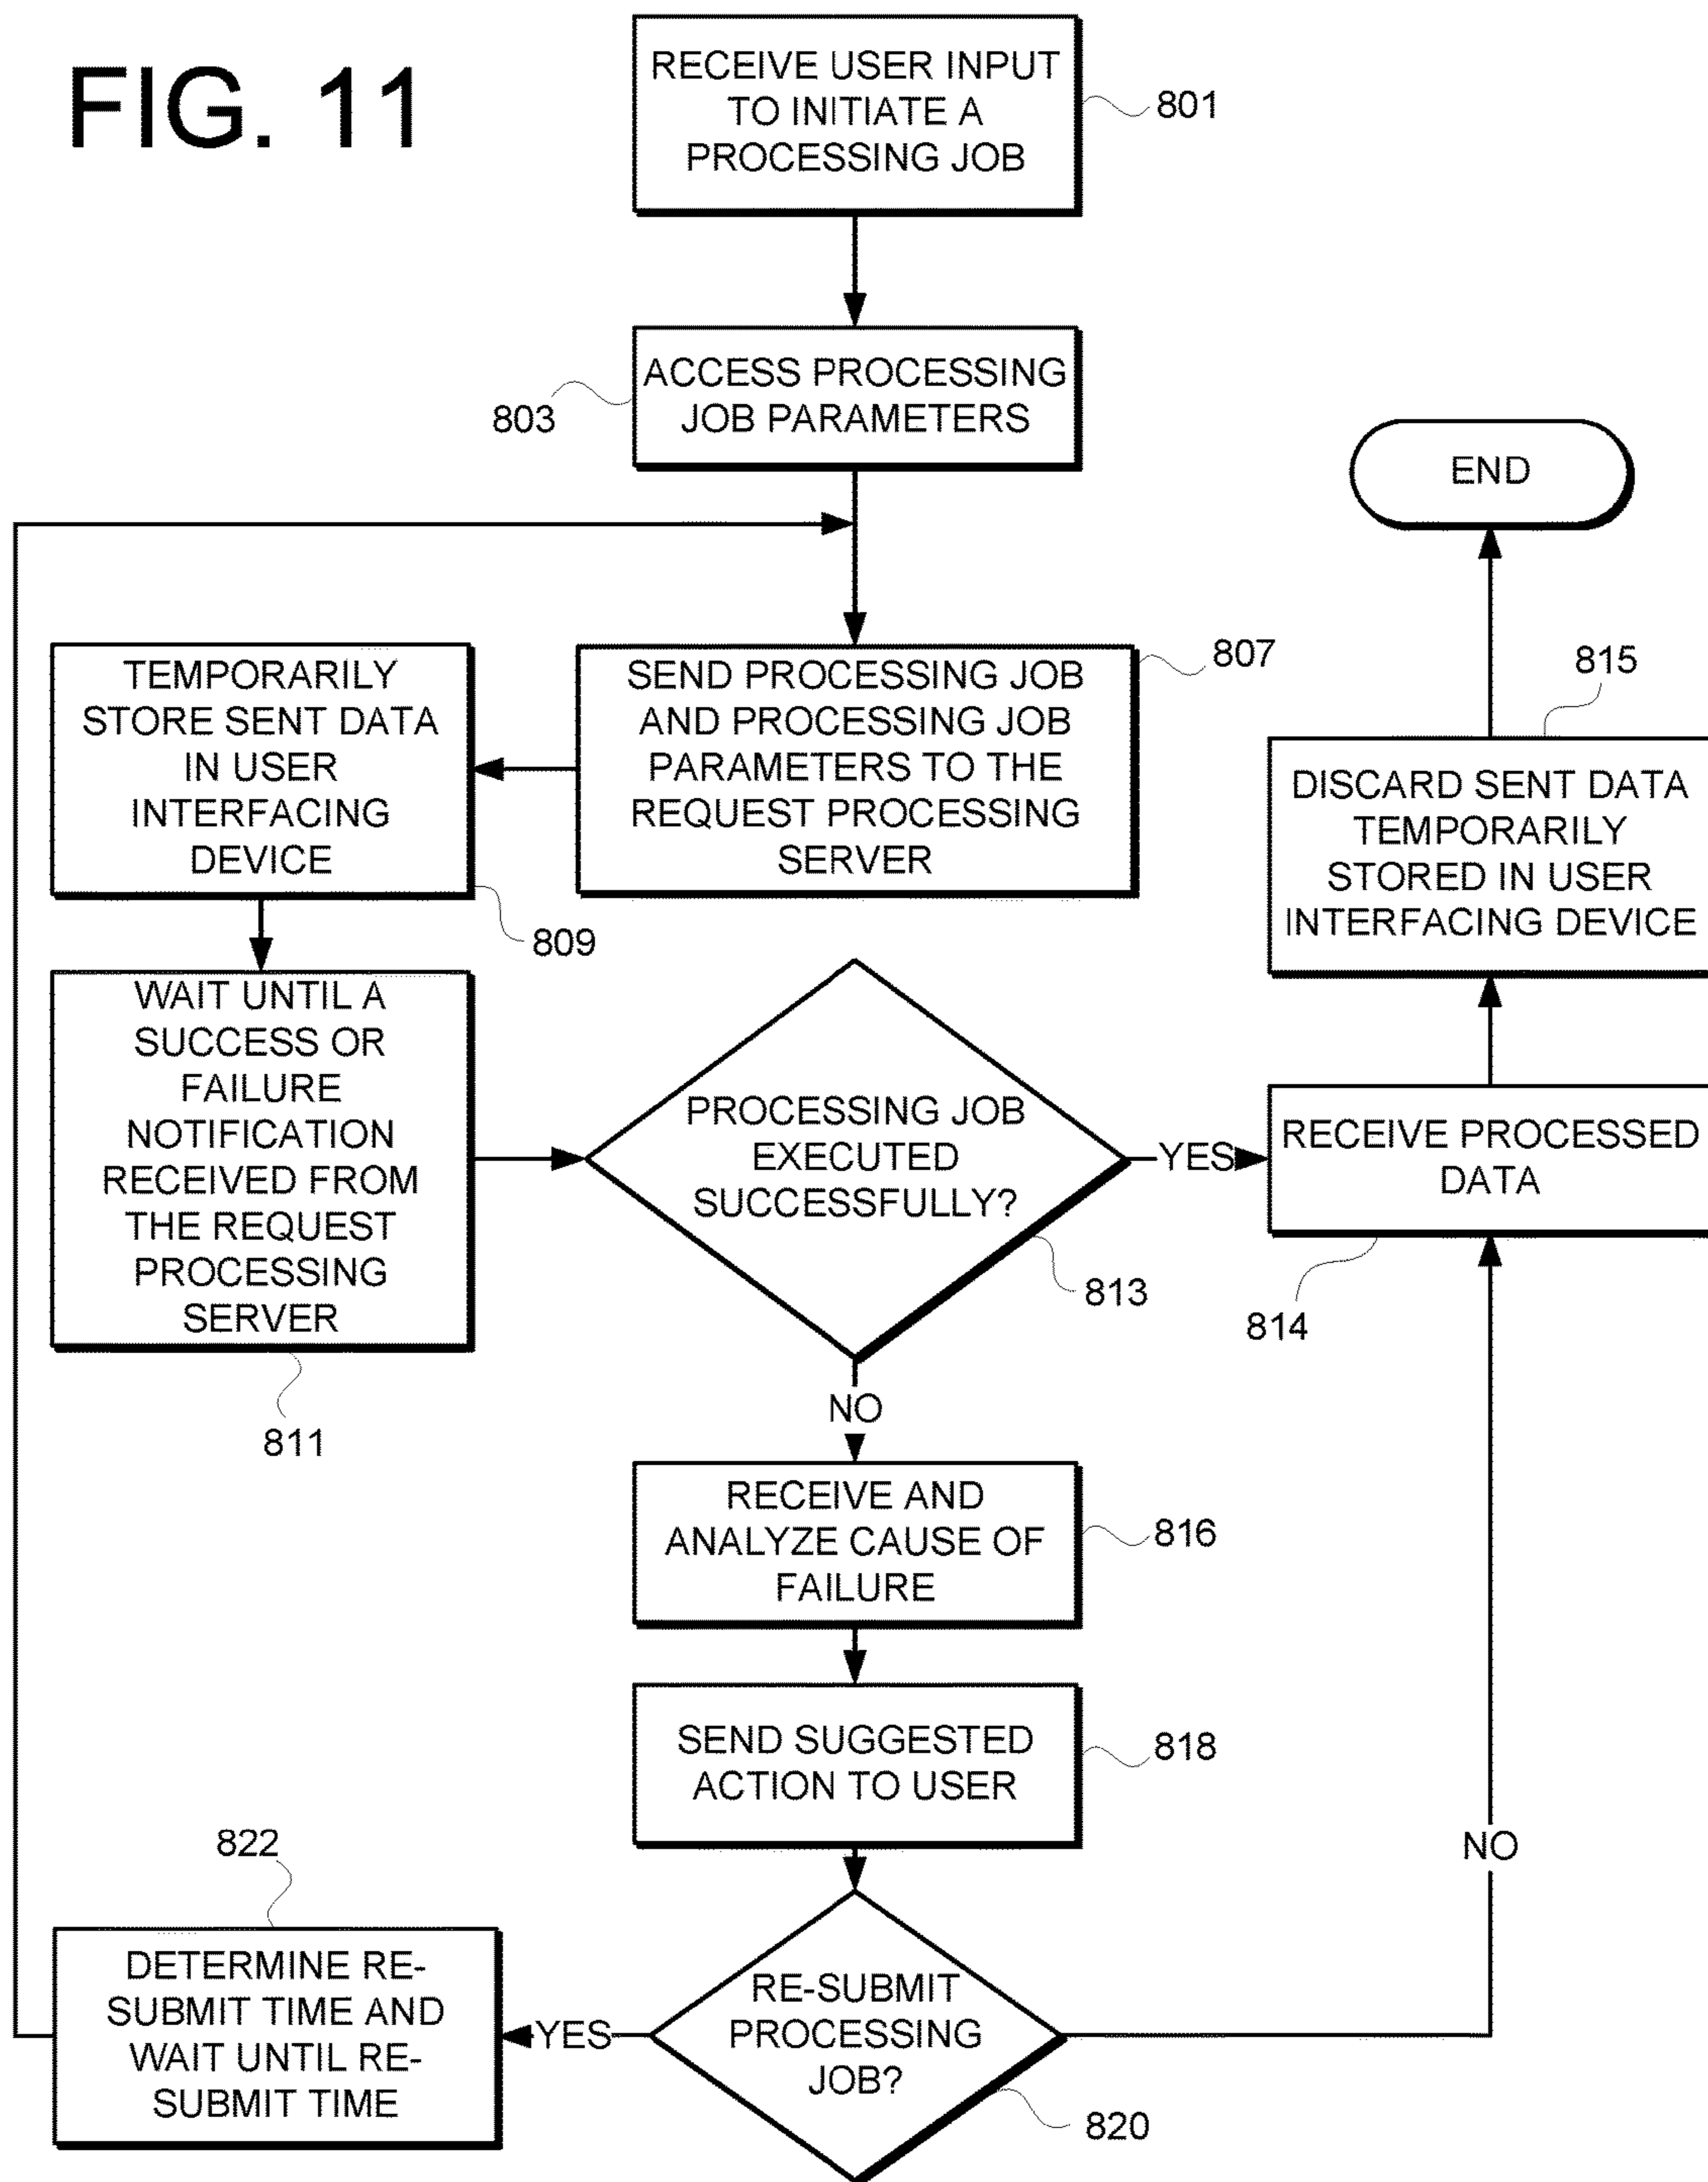 FIG. 11
RECEIVE USER INPUT
TO INITIATE A
PROCESSING JOB
801
ACCESS PROCESSING
JOB PARAMETERS
803
END
TEMPORARILY
STORE SENT DATA
IN USER
INTERFACING
DEVICE
809
SEND PROCESSING JOB
AND PROCESSING JOB
PARAMETERS TO THE
REQUEST PROCESSING
SERVER
807
815
DISCARD SENT DATA
TEMPORARILY
STORED IN USER
INTERFACING DEVICE
WAIT UNTIL A
SUCCESS OR
FAILURE
NOTIFICATION
RECEIVED FROM
THE REQUEST
PROCESSING
SERVER
811
PROCESSING JOB
EXECUTED
SUCCESSFULLY?
813
YES
RECEIVE PROCESSED
DATA
814
NO
RECEIVE AND
ANALYZE CAUSE OF
FAILURE
816
SEND SUGGESTED
ACTION TO USER
818
NO
822
DETERMINE RE-
SUBMIT TIME AND
WAIT UNTIL RE-
SUBMIT TIME
YES
RE-SUBMIT
PROCESSING
JOB?
820